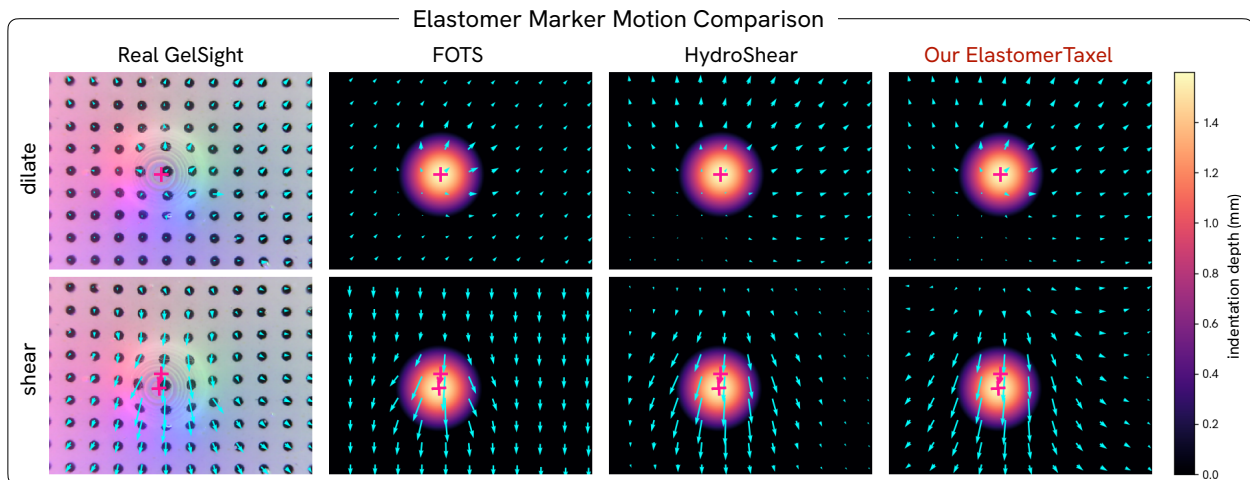 Elastomer Marker Motion Comparison
Real GelSight
FOTS
HydroShear
Our ElastomerTaxel
dilate
shear
1.4
1.2
1.0
0.8
0.6
0.4
0.2
0.0
indentation depth (mm)